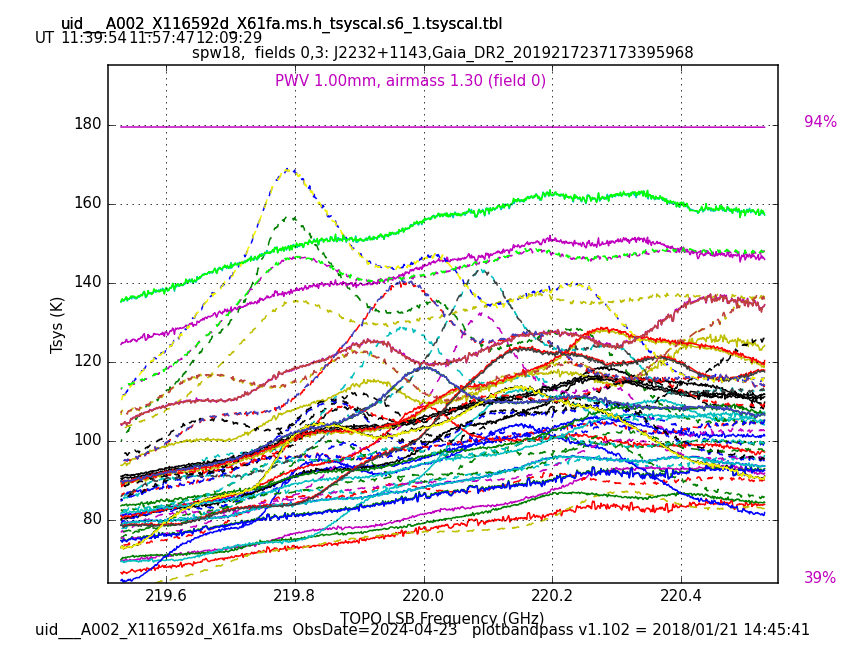 uid___A002_X116592d_X61fa.ms.h_tsyscal.s6_1.tsyscal.tbl
UT 11:39:54 11:57:47 12:09:29
spw18,  fields 0,3: J2232+1143,Gaia_DR2_2019217237173395968
PWV 1.00mm, airmass 1.30 (field 0)
94%
180
160
140
120
100
80
Tsys (K)
39%
219.6 219.8 220.0 220.2 220.4
TOPO LSB Frequency (GHz)
uid___A002_X116592d_X61fa.ms  ObsDate=2024-04-23   plotbandpass v1.102 = 2018/01/21 14:45:41